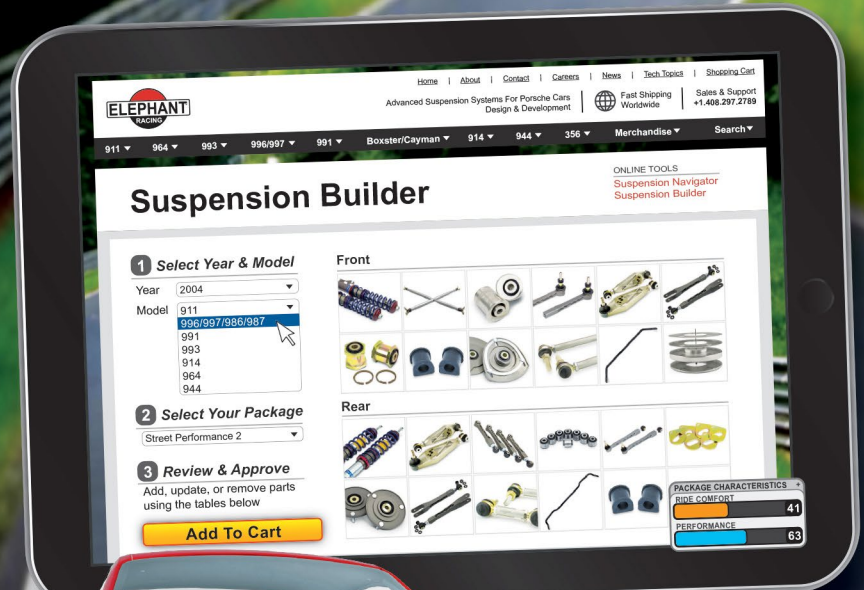 Home | About | Contact | Careers | News | Tech Topics | Shopping Cart
ELEPHANT
RACING
Advanced Suspension Systems For Porsche Cars
Design & Development
Fast Shipping
Worldwide
Sales & Support
+1.408.297.2789
911 ▼ 964 ▼ 993 ▼ 996/997 ▼ 991 ▼ Boxster/Cayman ▼ 914 ▼ 944 ▼ 356 ▼ Merchandise ▼ Search ▼
Suspension Builder
ONLINE TOOLS
Suspension Navigator
Suspension Builder
1 Select Year & Model
Year 2004 ▼
Model 911 ▼
996/997/986/987
991
993
914
964
944
2 Select Your Package
Street Performance 2 ▼
3 Review & Approve
Add, update, or remove parts
using the tables below
Add To Cart
Front
Rear
PACKAGE CHARACTERISTICS +
RIDE COMFORT
41
PERFORMANCE
63